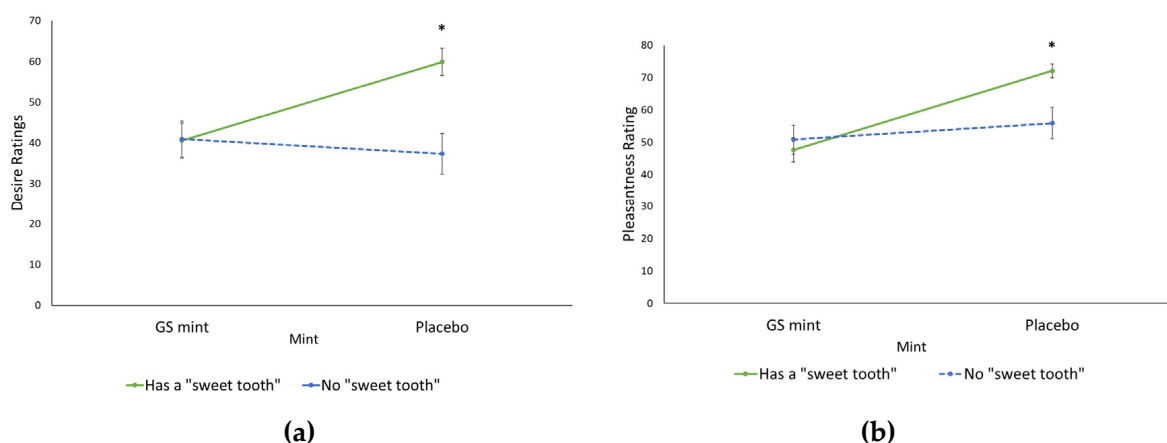 70
60
50
40
30
20
10
0
Desire Ratings
*
GS mint
Placebo
Mint
Has a "sweet tooth"
No "sweet tooth"
(a)
80
70
60
50
40
30
20
10
0
Pleasantness Rating
*
GS mint
Placebo
Mint
Has a "sweet tooth"
No "sweet tooth"
(b)